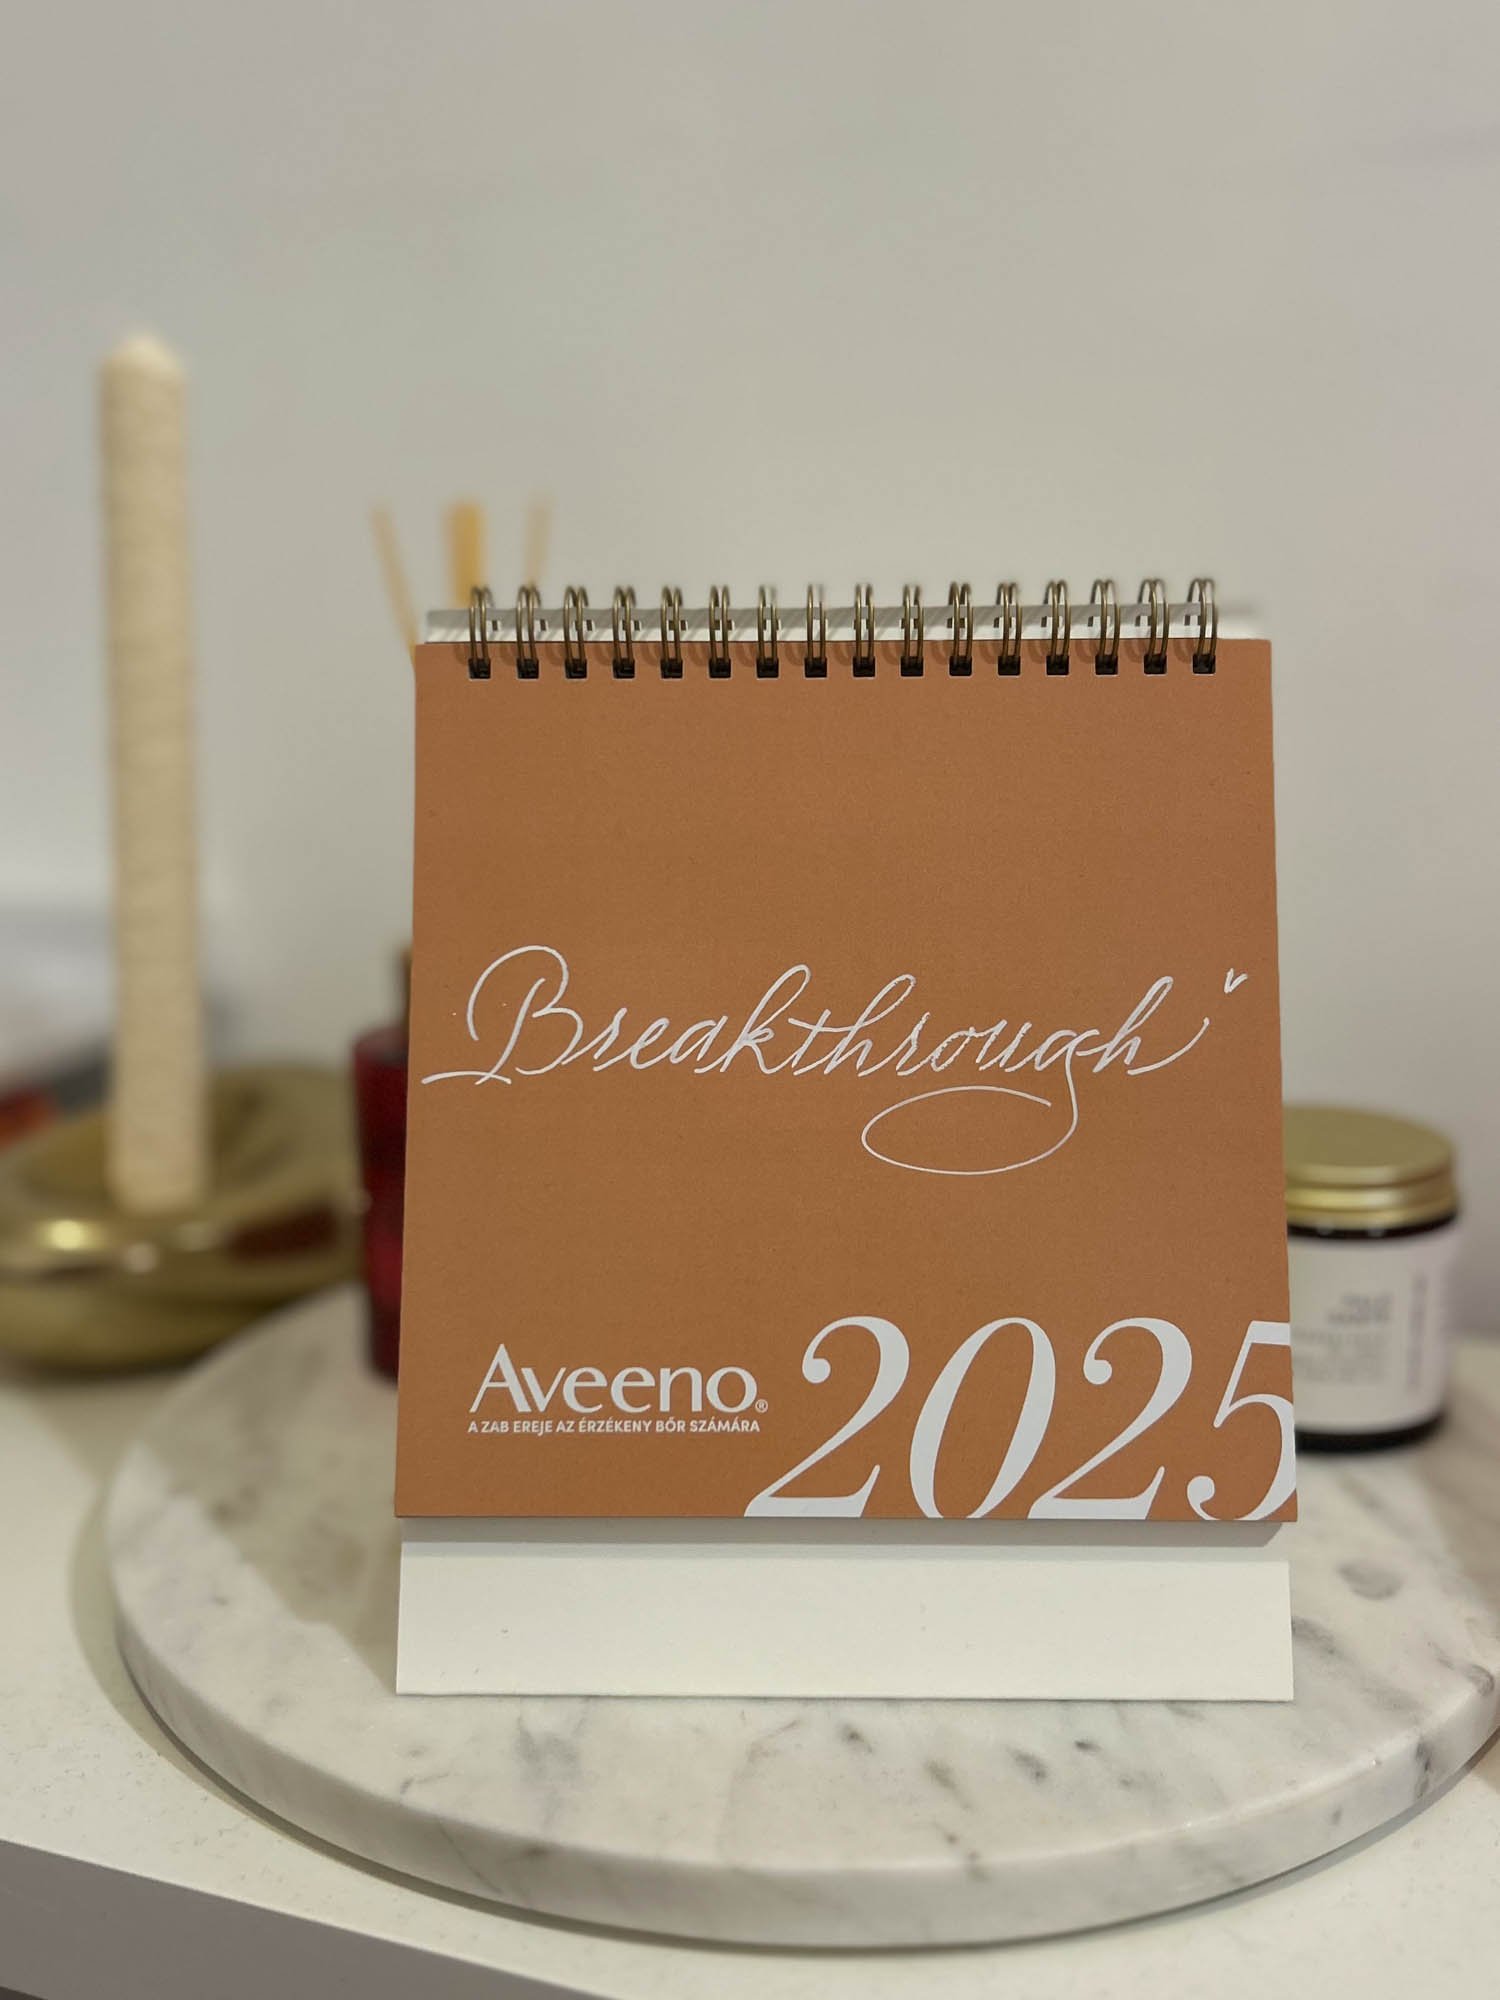 Breakthrough
AVEENO®
A ZAB EREJE AZ ÉRZÉKENY BŐR SZÁMÁRA
2025